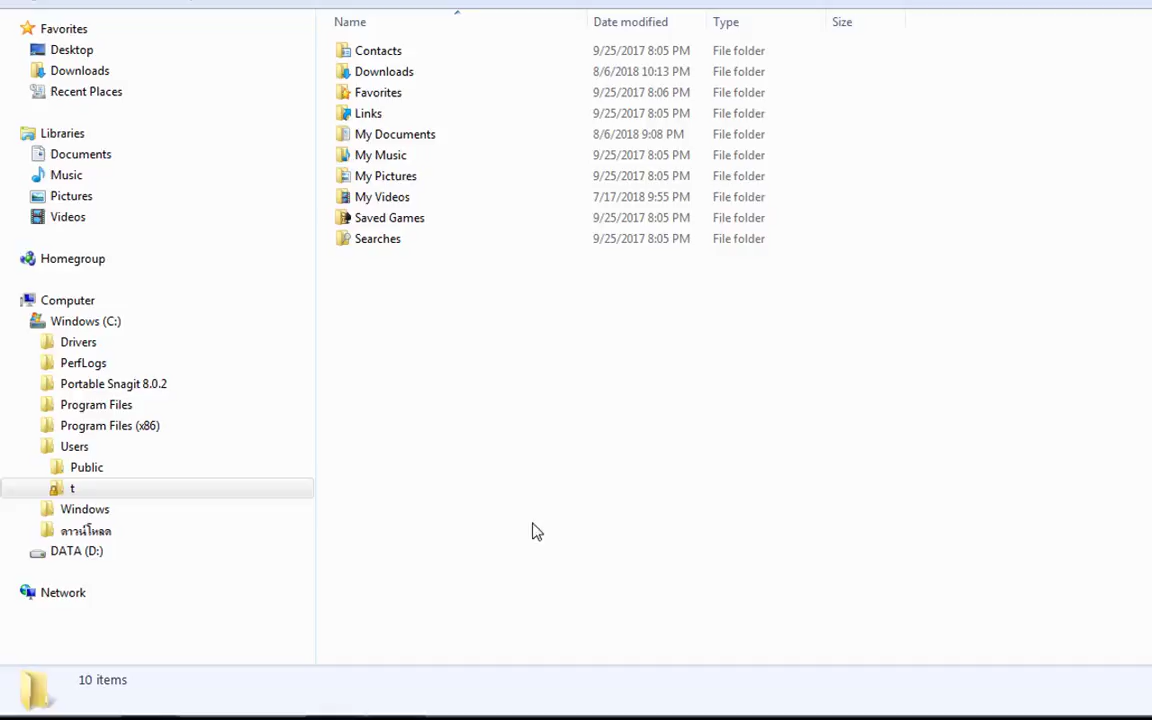 Favorites
Desktop
Downloads
Recent Places
Libraries
Documents
Music
Pictures
Videos
Homegroup
Computer
Windows (C:)
Drivers
PerfLogs
Portable Snagit 8.0.2
Program Files
Program Files (x86)
Users
Public
t
Windows
ดาวน์โหลด
DATA (D:)
Network
Name Date modified Type Size
Contacts 9/25/2017 8:05 PM File folder
Downloads 8/6/2018 10:13 PM File folder
Favorites 9/25/2017 8:06 PM File folder
Links 9/25/2017 8:05 PM File folder
My Documents 8/6/2018 9:08 PM File folder
My Music 9/25/2017 8:05 PM File folder
My Pictures 9/25/2017 8:05 PM File folder
My Videos 7/17/2018 9:55 PM File folder
Saved Games 9/25/2017 8:05 PM File folder
Searches 9/25/2017 8:05 PM File folder
10 items